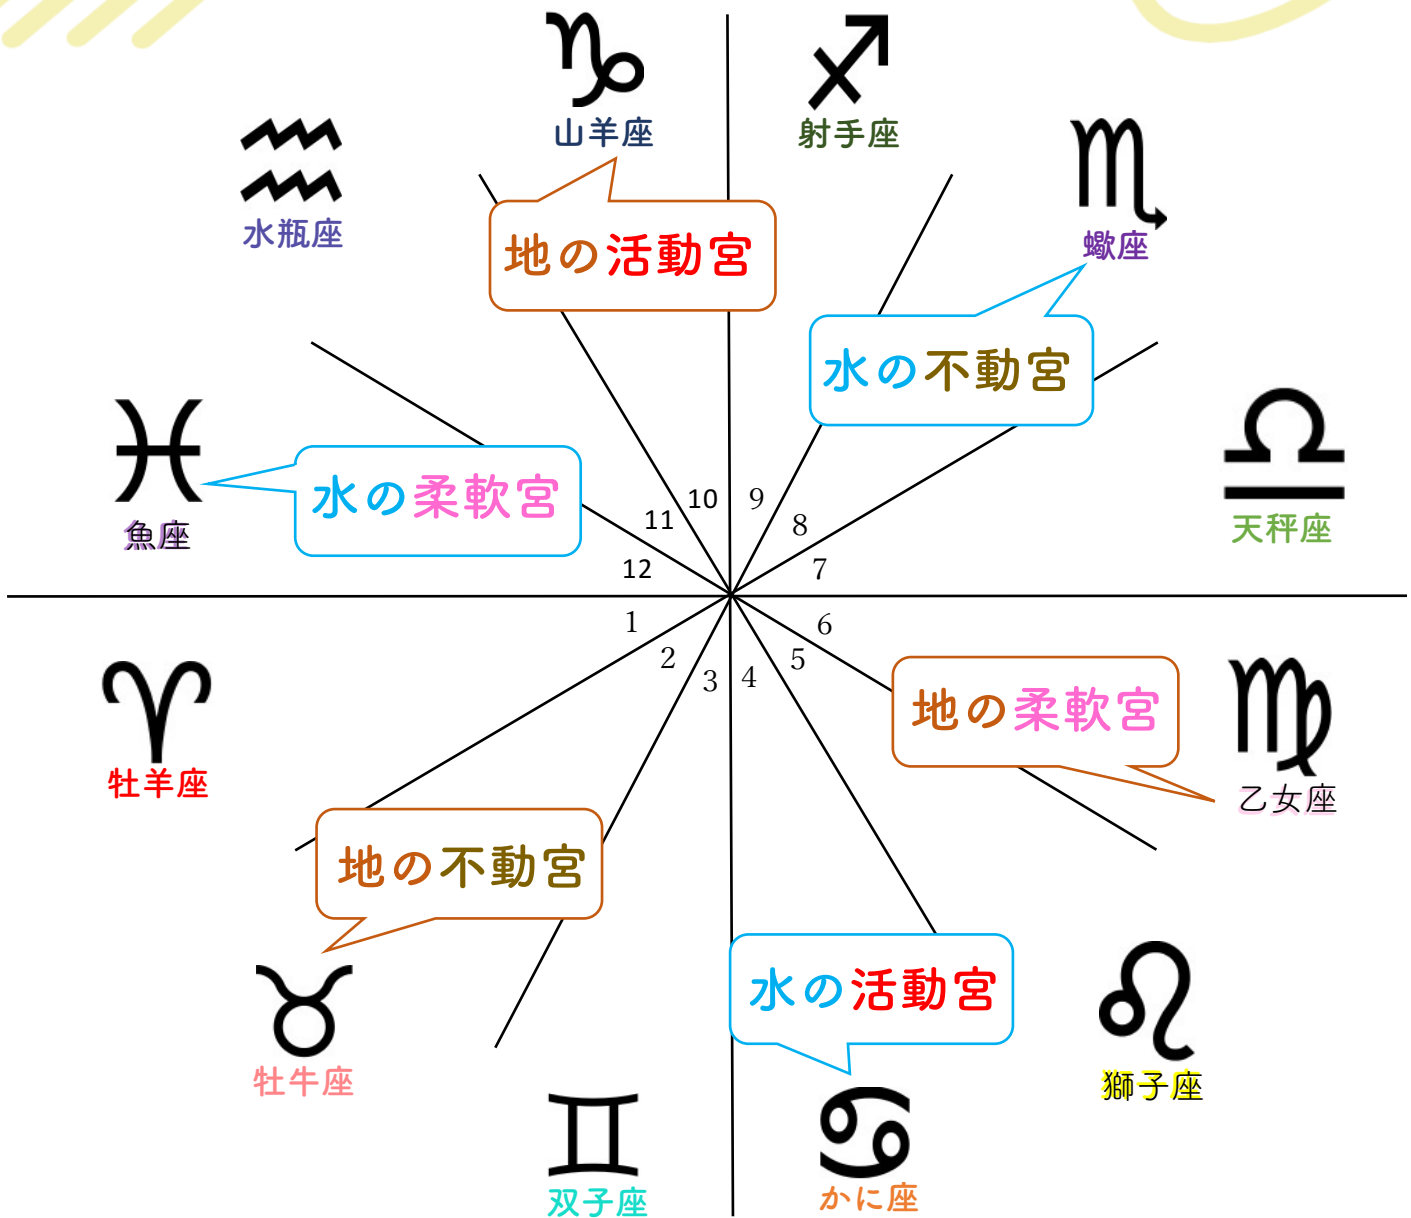 山羊座
射手座
水瓶座
蠍座
地の活動宮
水の不動宮
魚座
水の柔軟宮
天秤座
10
9
11
8
12
7
1
6
2
5
3
4
牡羊座
地の柔軟宮
乙女座
地の不動宮
牡牛座
水の活動宮
獅子座
双子座
かに座